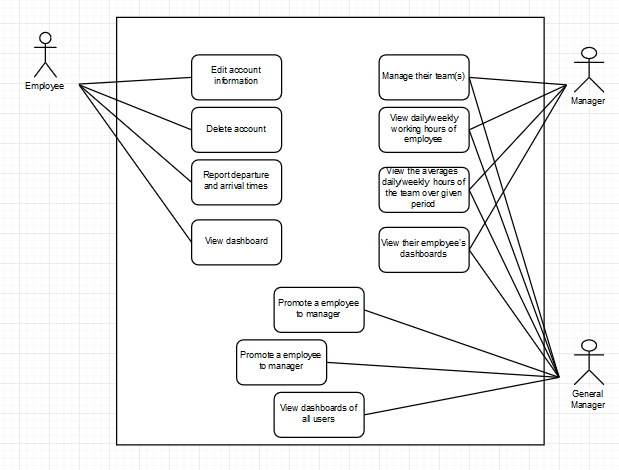 Employee
Edit account
information
Delete account
Report departure
and arrival times
View dashboard
Manage their team(s)
View daily/weekly
working hours of
employee
View the averages
daily/weekly hours of
the team over given
period
View their employee's
dashboards
Manager
Promote a employee
to manager
Promote a employee
to manager
View dashboards of
all users
General
Manager